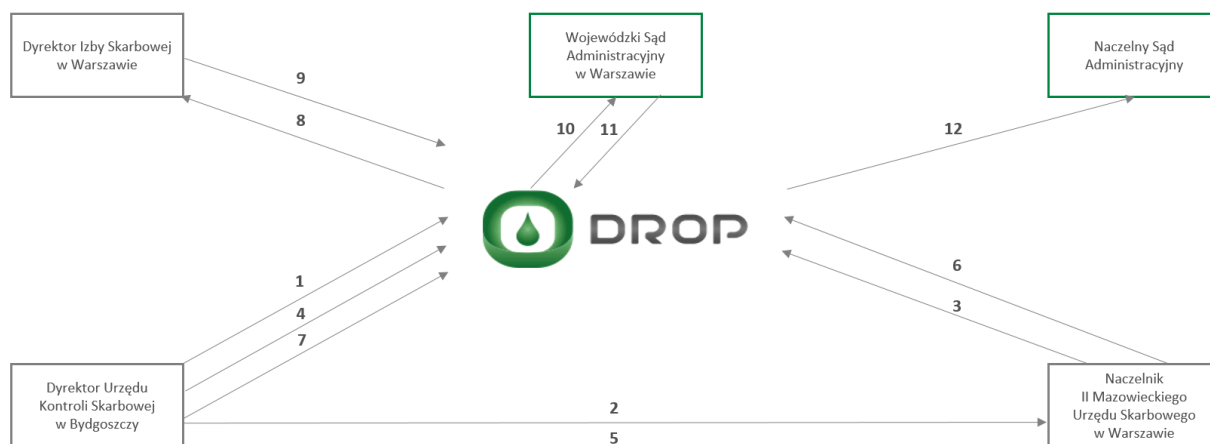 Dyrektor Izby Skarbowej
w Warszawie
Wojewódzki Sąd
Administracyjny
w Warszawie
Naczelny Sąd
Administracyjny
9
8
10
11
12
DROP
1
4
7
6
3
Dyrektor Urzędu
Kontroli Skarbowej
w Bydgoszczy
2
5
Naczelnik
II Mazowieckiego
Urzędu Skarbowego
w Warszawie